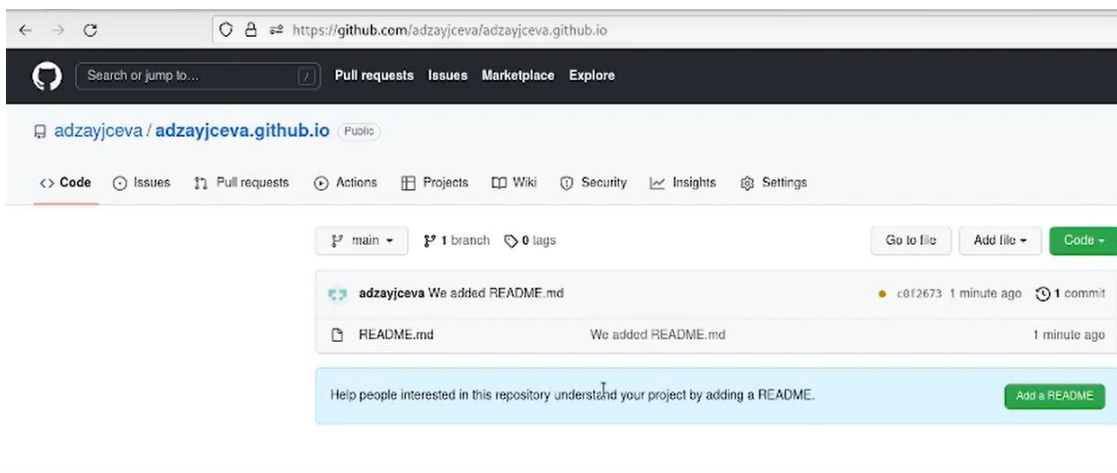 https://github.com/adzayjceva/adzayjceva.github.io
Search or jump to... / Pull requests Issues Marketplace Explore
adzayjceva / adzayjceva.github.io Public
<> Code Issues Pull requests Actions Projects Wiki Security Insights Settings
main 1 branch 0 tags Go to file Add file Code
adzayjceva We added README.md c0f2673 1 minute ago 1 commit
README.md We added README.md 1 minute ago
Help people interested in this repository understand your project by adding a README. Add a README